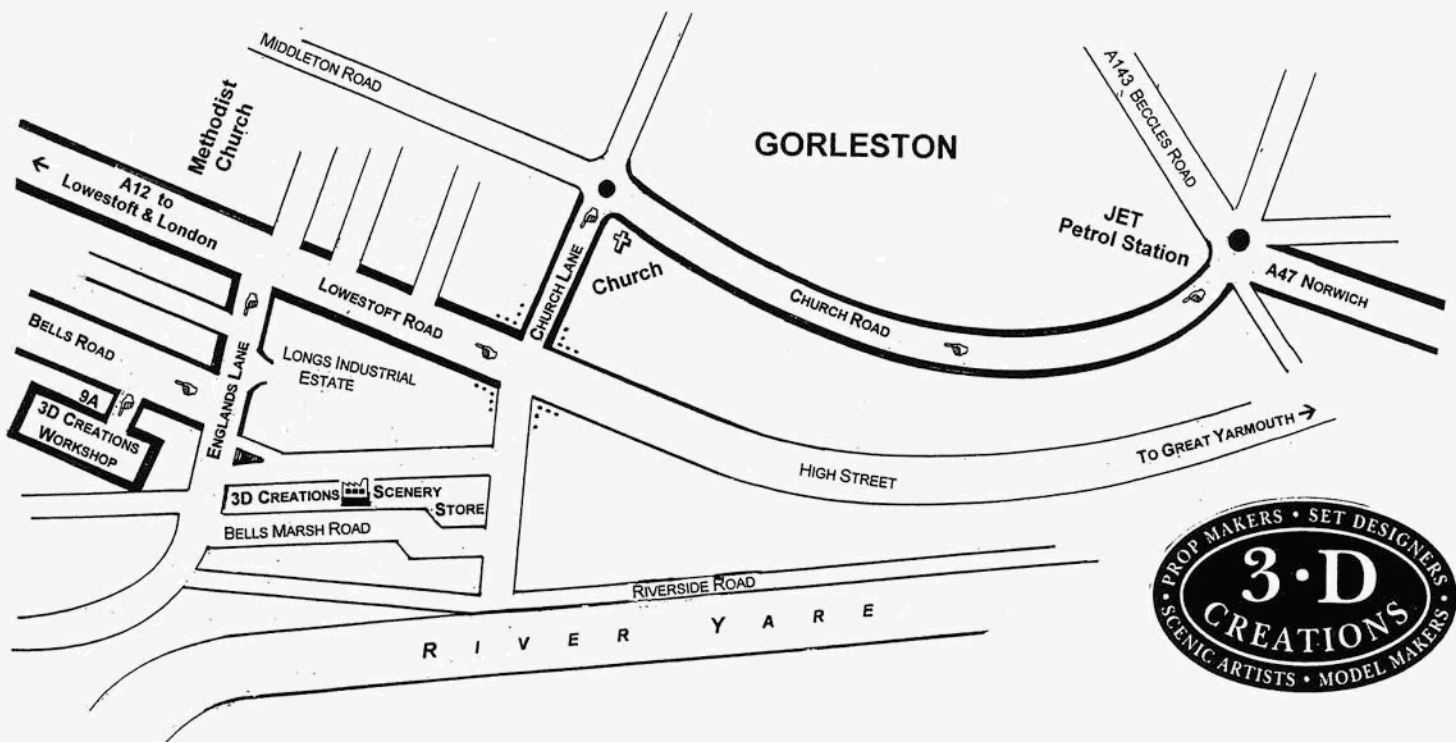 MIDDLETON ROAD
Methodist
Church
GORLESTON
A143 BECCLES ROAD
JET
Petrol Station
A47 NORWICH
←
A12 to
Lowestoft & London
CHURCH LANE
Church
CHURCH ROAD
LOWESTOFT ROAD
BELLS ROAD
ENGLANDS LANE
LONGS INDUSTRIAL
ESTATE
9A
3D CREATIONS
WORKSHOP
HIGH STREET
TO GREAT YARMOUTH →
3D CREATIONS SCENERY
STORE
BELLS MARSH ROAD
RIVERSIDE ROAD
RIVER YARE
PROP MAKERS • SET DESIGNERS •
3·D
CREATIONS
• SCENIC ARTISTS • MODEL MAKERS •